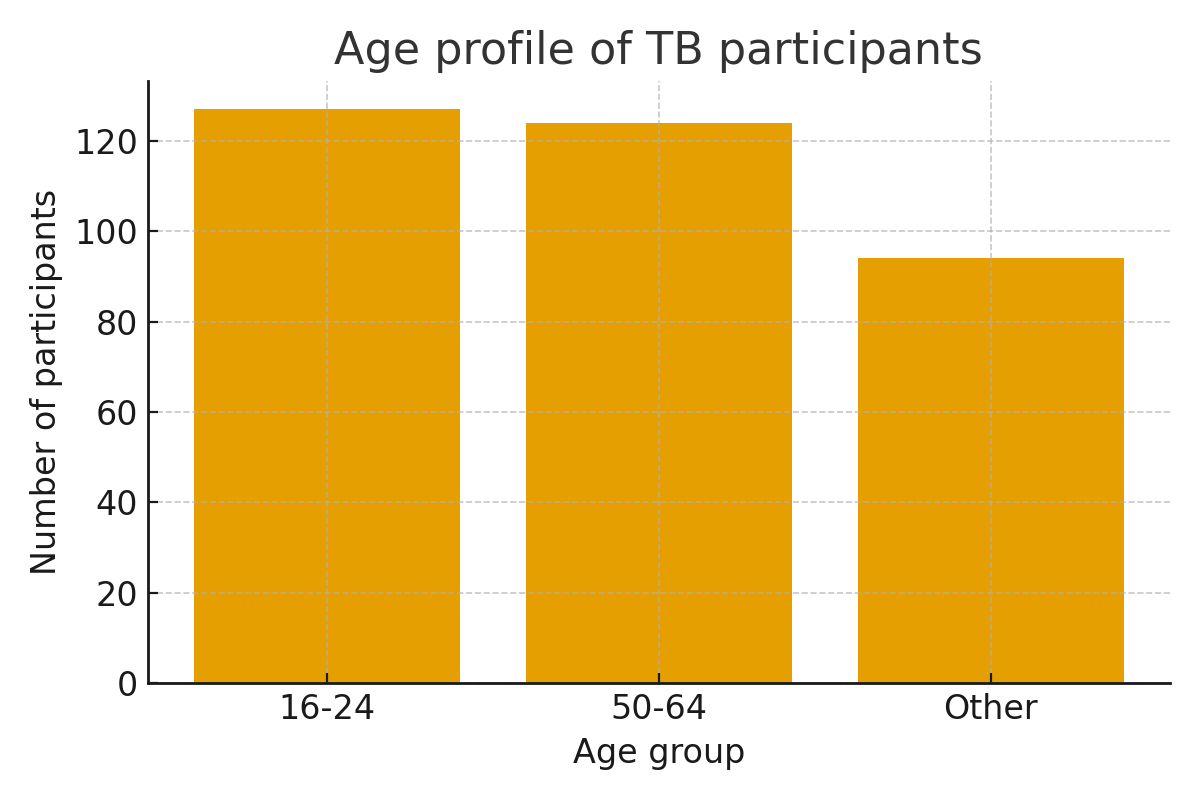 Age profile of TB participants
Number of participants
120
100
80
60
40
20
0
16-24
50-64
Other
Age group